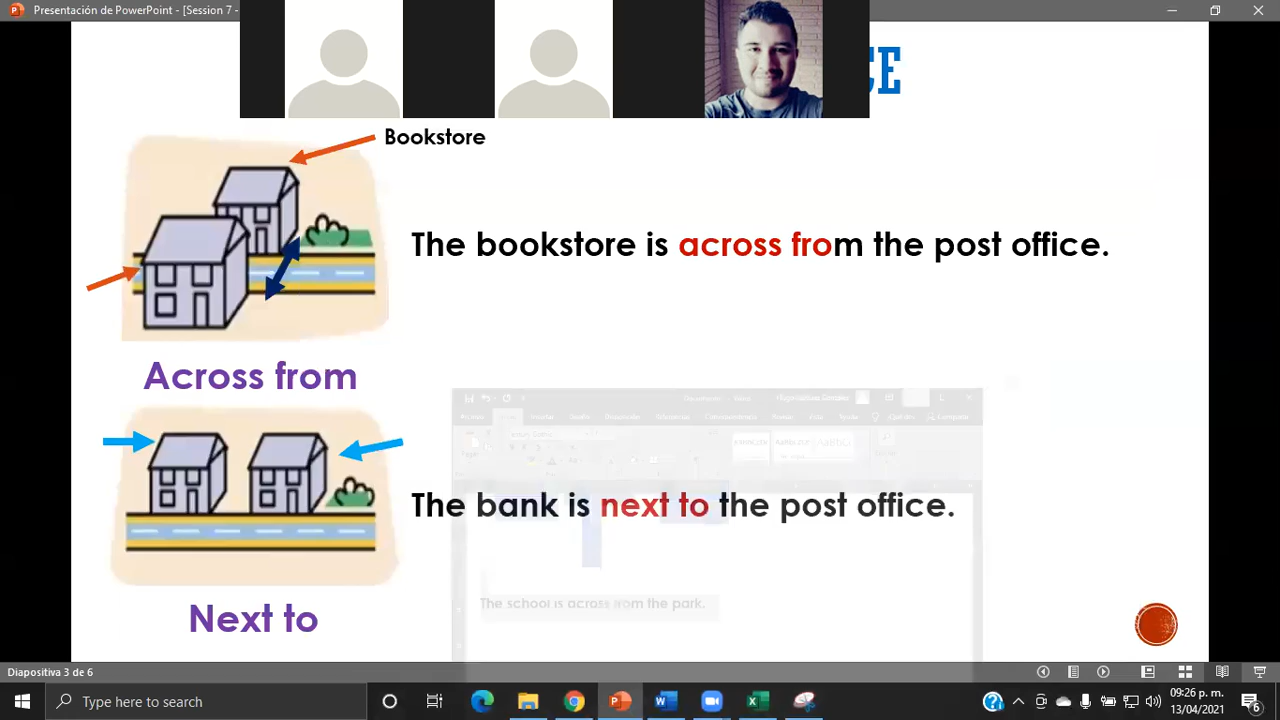 Presentación de PowerPoint - [Session 7 -
CE
Bookstore
The bookstore is across from the post office.
Across from
The bank is next to the post office.
The school is across from the park.
Next to
Diapositiva 3 de 6
Type here to search
09:26 p. m.
13/04/2021
6